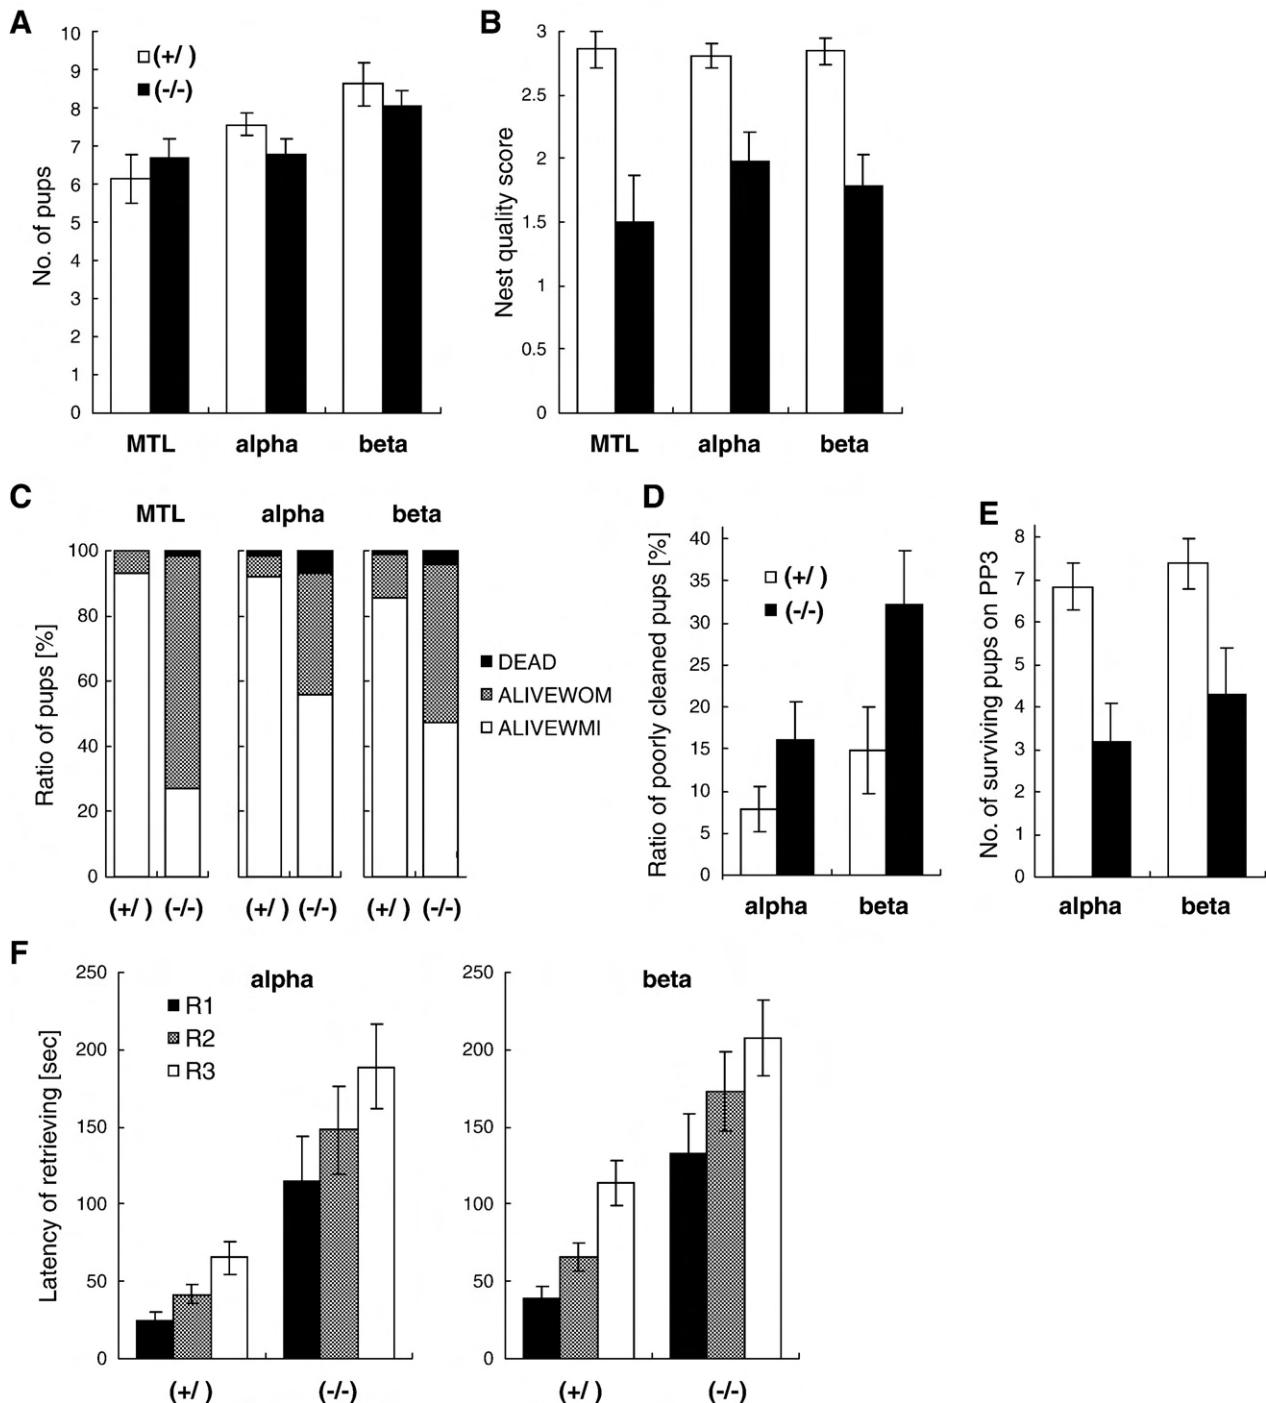 A
No. of pups
10
9
8
7
6
5
4
3
2
1
0
(+/ )
(-/-)
MTL alpha beta
B
Nest quality score
3
2.5
2
1.5
1
0.5
0
MTL alpha beta
C
MTL alpha beta
Ratio of pups [%]
100
80
60
40
20
0
(+/ ) (-/-) (+/ ) (-/-) (+/ ) (-/-)
DEAD
ALIVEWOM
ALIVEWMI
D
Ratio of poorly cleaned pups [%]
40
35
30
25
20
15
10
5
0
(+/ )
(-/-)
alpha beta
E
No. of surviving pups on PP3
8
7
6
5
4
3
2
1
0
alpha beta
F
Latency of retrieving [sec]
alpha
250
200
150
100
50
0
R1
R2
R3
(+/ ) (-/-)
beta
250
200
150
100
50
0
(+/ ) (-/-)